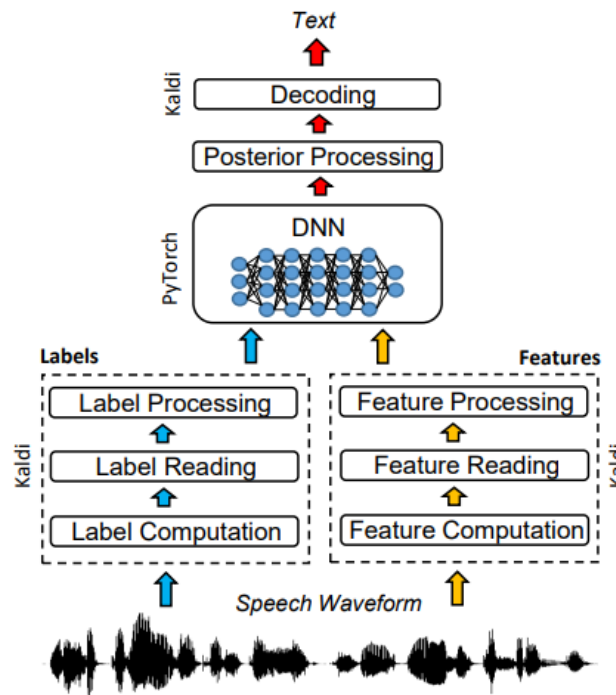 Text
Kaldi
Decoding
Posterior Processing
PyTorch
DNN
Labels
Features
Kaldi
Label Processing
Feature Processing
Kaldi
Label Reading
Feature Reading
Label Computation
Feature Computation
Speech Waveform